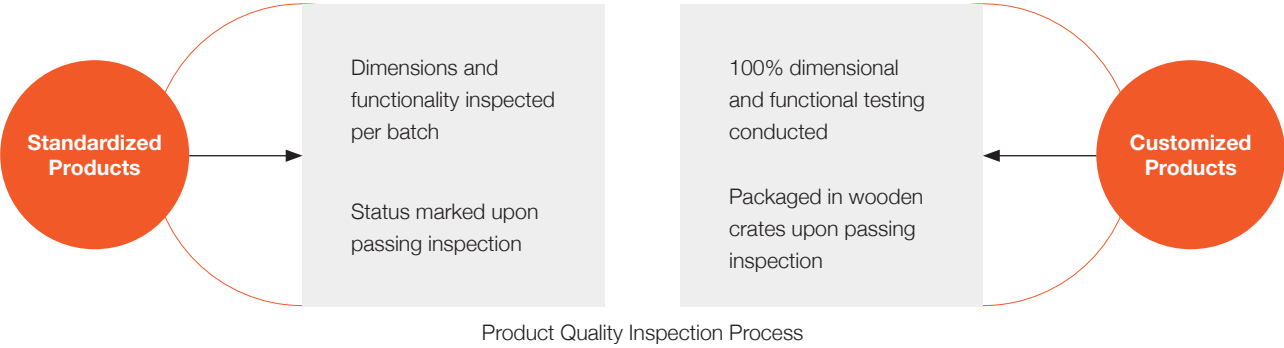 Standardized
Products
Dimensions and
functionality inspected
per batch
Status marked upon
passing inspection
100% dimensional
and functional testing
conducted
Packaged in wooden
crates upon passing
inspection
Customized
Products
Product Quality Inspection Process